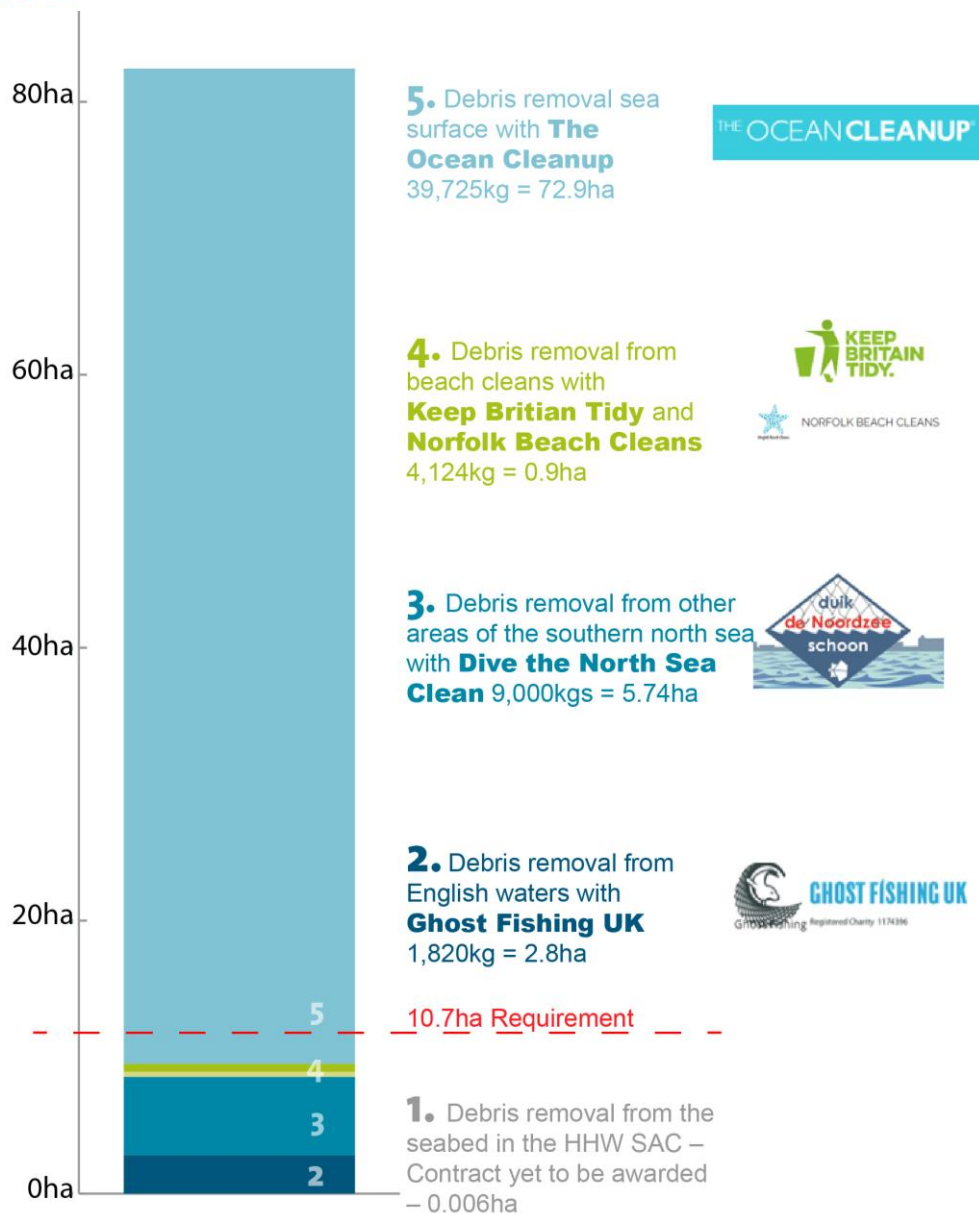 80ha
60ha
40ha
20ha
0ha
5. Debris removal sea
surface with The
Ocean Cleanup
39,725kg = 72.9ha
THE OCEAN CLEANUP
4. Debris removal from
beach cleans with
Keep Britian Tidy and
Norfolk Beach Cleans
4,124kg = 0.9ha
KEEP
BRITAIN
TIDY.
NORFOLK BEACH CLEANS
3. Debris removal from other
areas of the southern north sea
with Dive the North Sea
Clean 9,000kgs = 5.74ha
duik
de Noordzee
schoon
2. Debris removal from
English waters with
Ghost Fishing UK
1,820kg = 2.8ha
Ghost Fishing
GHOST FISHING UK
Registered Charity 1174396
10.7ha Requirement
1. Debris removal from the
seabed in the HHW SAC –
Contract yet to be awarded
– 0.006ha
5
4
3
2